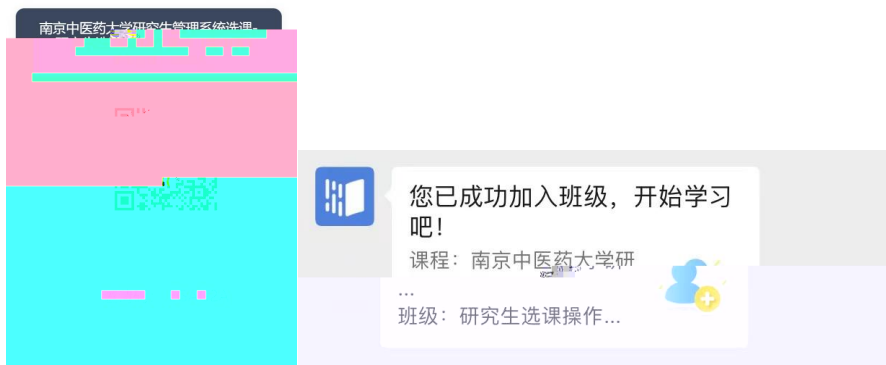 南京中医药大学研究生管理系统选课-
您已成功加入班级，开始学习
吧！
课程：南京中医药大学研
...
班级：研究生选课操作...